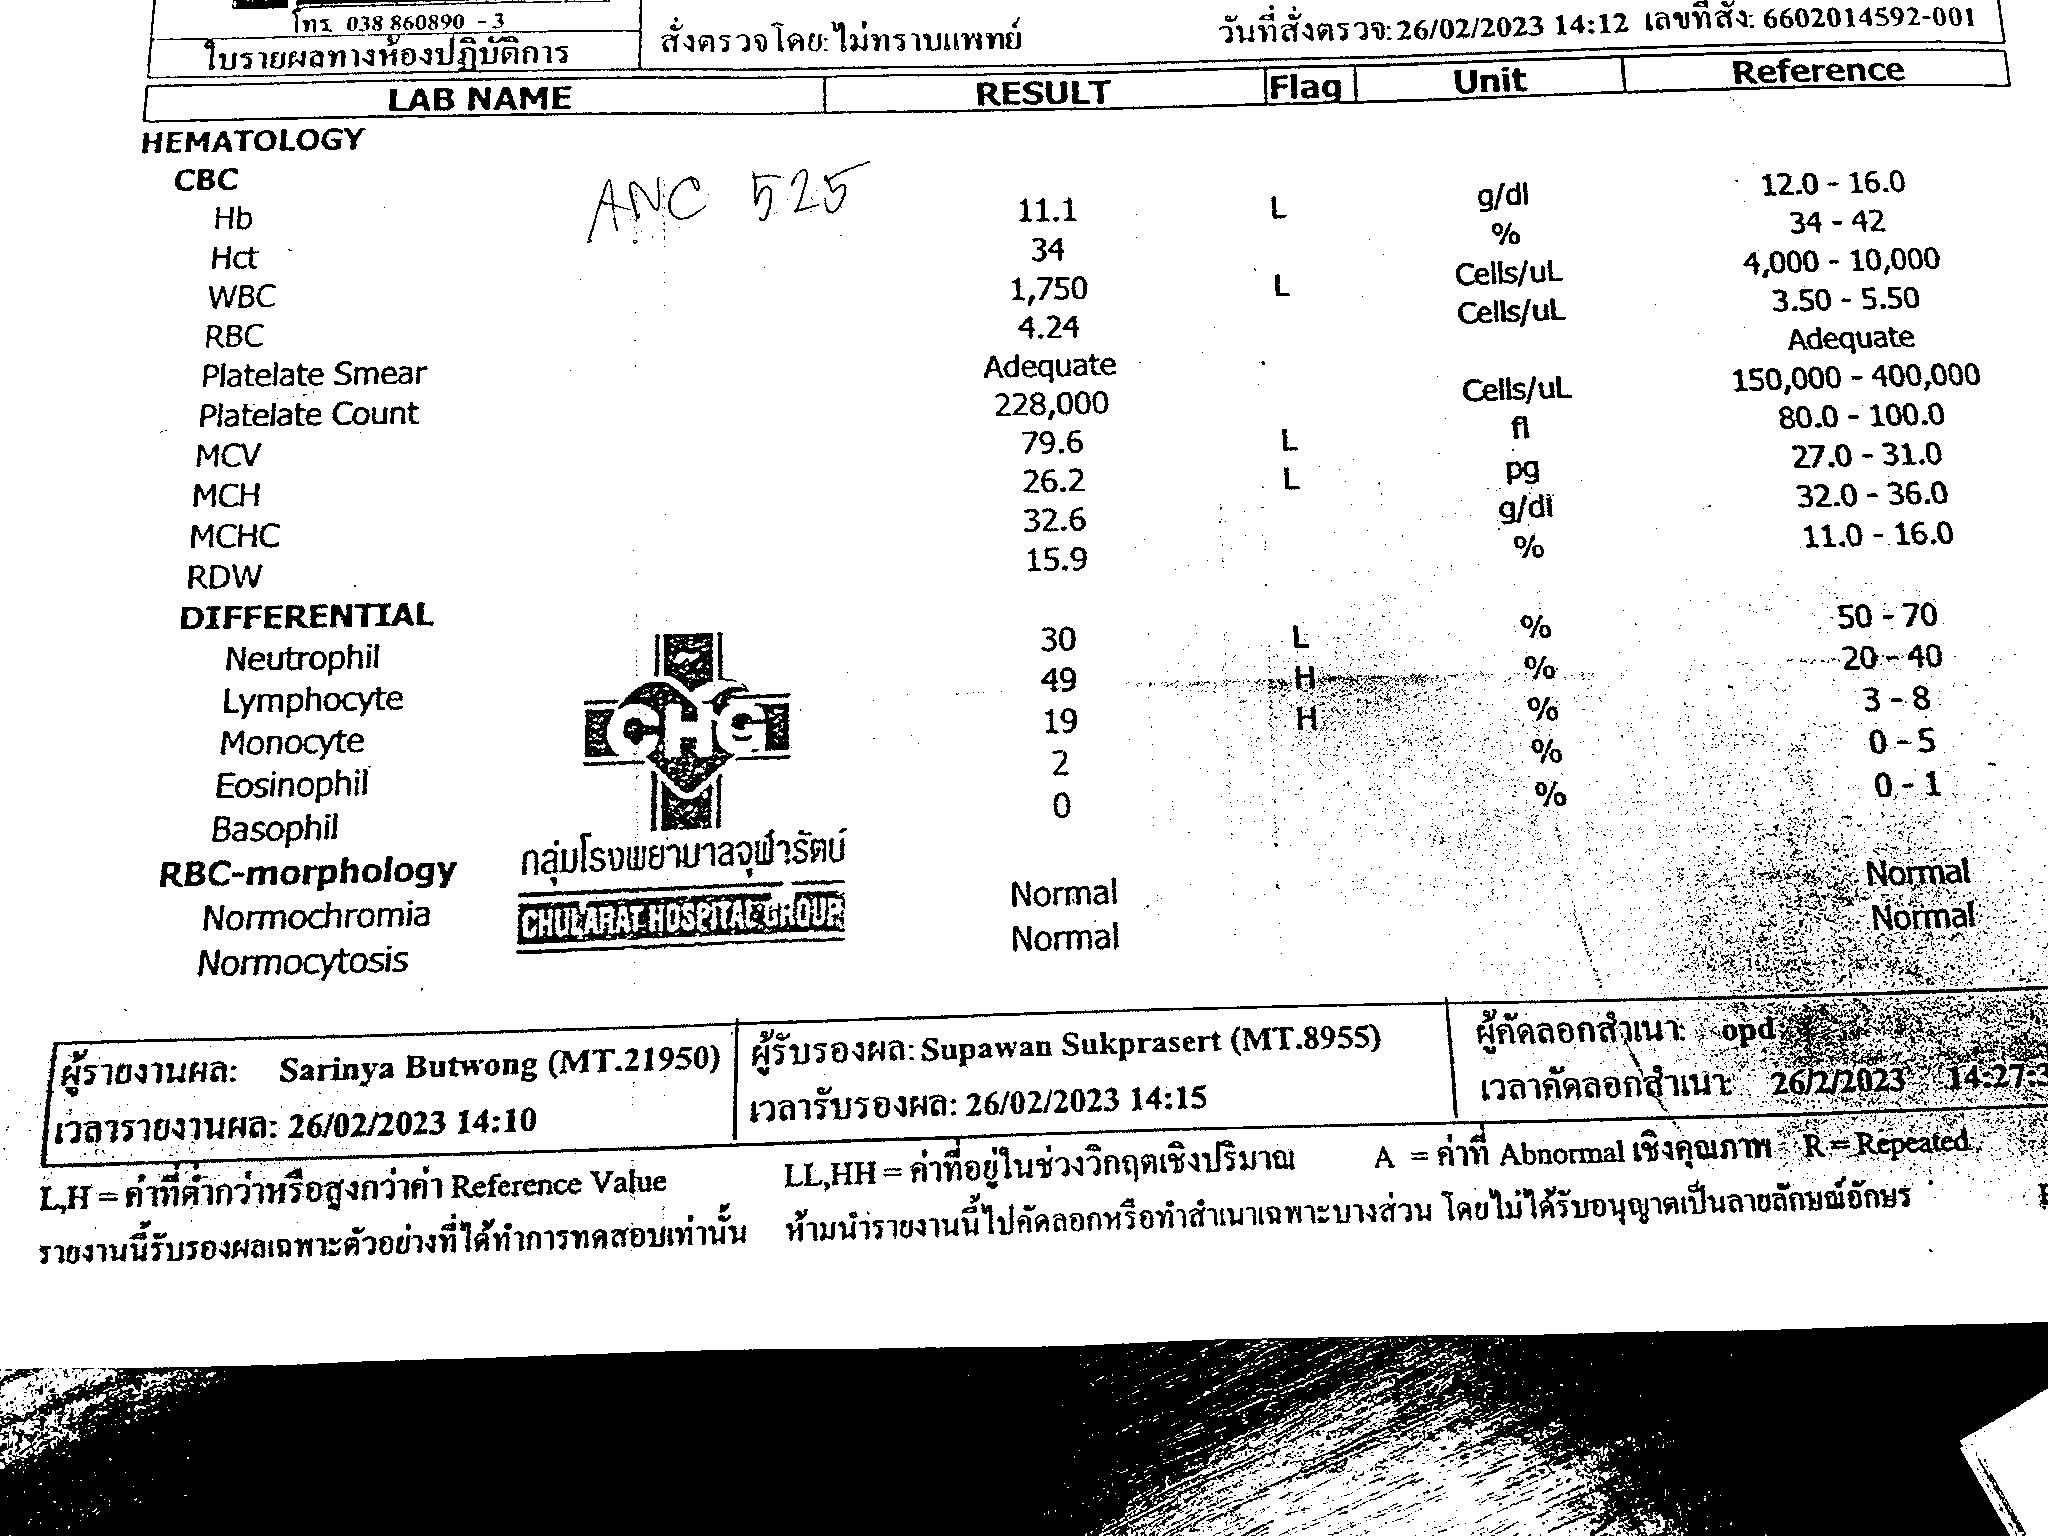 โทร. 038 860890 - 3
ใบรายผลทางห้องปฏิบัติการ
สั่งตรวจโดย: ไม่ทราบแพทย์
วันที่สั่งตรวจ: 26/02/2023 14:12 เลขที่สั่ง: 6602014592-001
LAB NAME RESULT Flag Unit Reference
HEMATOLOGY
CBC
ANC 525
Hb 11.1 L g/dl 12.0 - 16.0
Hct 34 % 34 - 42
WBC 1,750 L Cells/uL 4,000 - 10,000
RBC 4.24 Cells/uL 3.50 - 5.50
Platelate Smear Adequate Adequate
Platelate Count 228,000 Cells/uL 150,000 - 400,000
MCV 79.6 L fl 80.0 - 100.0
MCH 26.2 L pg 27.0 - 31.0
MCHC 32.6 g/dl 32.0 - 36.0
RDW 15.9 % 11.0 - 16.0
DIFFERENTIAL
Neutrophil 30 L % 50 - 70
Lymphocyte 49 H % 20 - 40
Monocyte 19 H % 3 - 8
Eosinophil 2 % 0 - 5
Basophil 0 % 0 - 1
RBC-morphology
Normochromia Normal Normal
Normocytosis Normal Normal
CHG
กลุ่มโรงพยาบาลจุฬารัตน์
CHULARAT HOSPITAL GROUP
ผู้รายงานผล: Sarinya Butwong (MT.21950)
เวลารายงานผล: 26/02/2023 14:10
ผู้รับรองผล: Supawan Sukprasert (MT.8955)
เวลารับรองผล: 26/02/2023 14:15
ผู้คัดลอกสำเนา: opd
เวลาคัดลอกสำเนา: 26/2/2023 14:27:3
L,H = ค่าที่ต่ำกว่าหรือสูงกว่าค่า Reference Value LL,HH = ค่าที่อยู่ในช่วงวิกฤตเชิงปริมาณ A = ค่าที่ Abnormal เชิงคุณภาพ R = Repeated
รายงานนี้รับรองผลเฉพาะตัวอย่างที่ได้ทำการทดสอบเท่านั้น ห้ามนำรายงานนี้ไปคัดลอกหรือทำสำเนาเฉพาะบางส่วน โดยไม่ได้รับอนุญาตเป็นลายลักษณ์อักษร